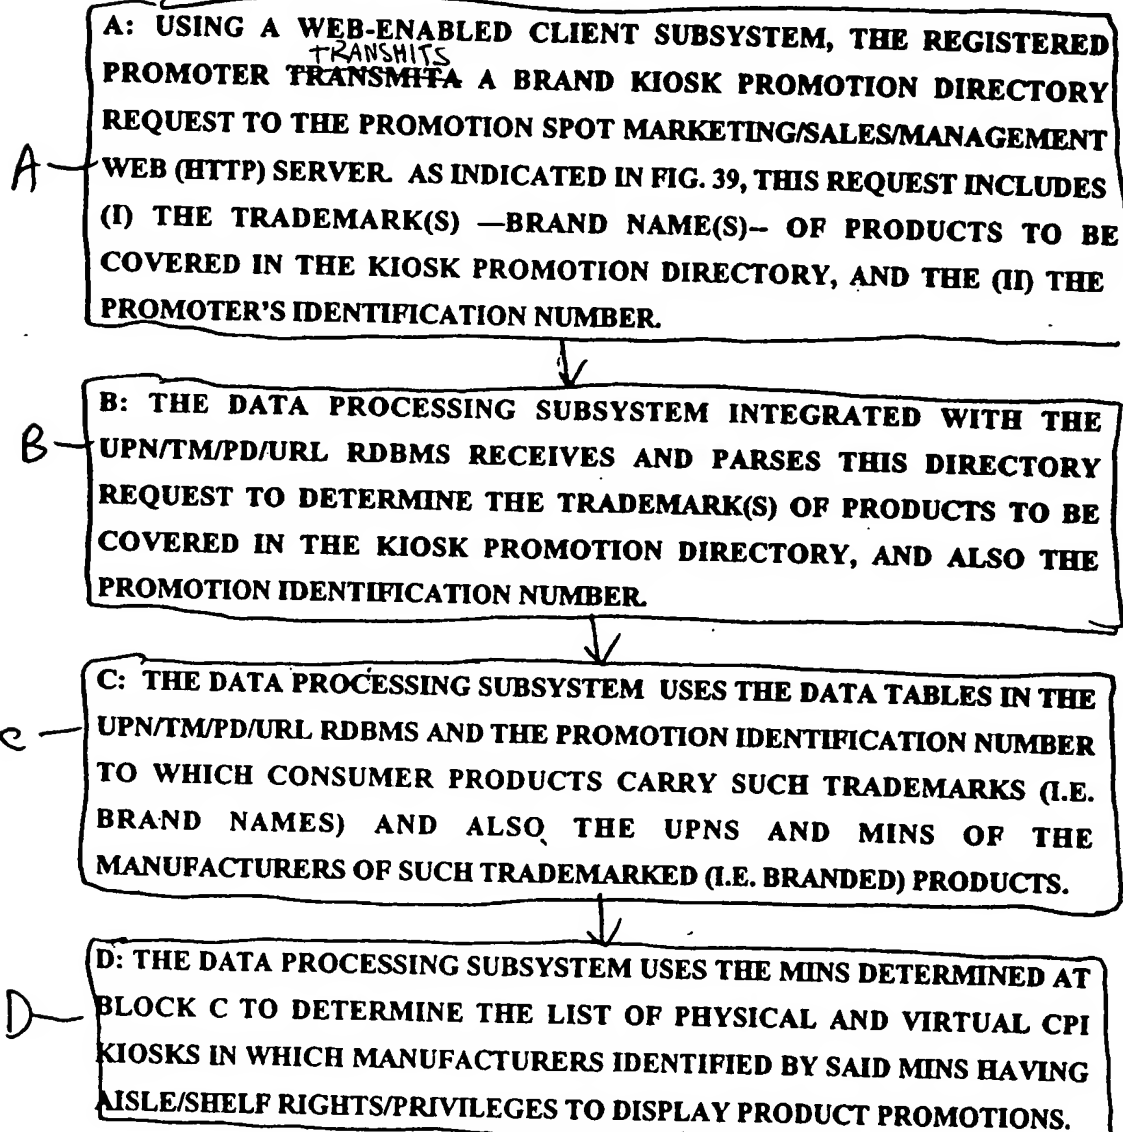 A: USING A WEB-ENABLED CLIENT SUBSYSTEM, THE REGISTERED
TRANSMITS
PROMOTER TRANSMITA A BRAND KIOSK PROMOTION DIRECTORY
REQUEST TO THE PROMOTION SPOT MARKETING/SALES/MANAGEMENT
A WEB (HTTP) SERVER. AS INDICATED IN FIG. 39, THIS REQUEST INCLUDES
(I) THE TRADEMARK(S) —BRAND NAME(S)-- OF PRODUCTS TO BE
COVERED IN THE KIOSK PROMOTION DIRECTORY, AND THE (II) THE
PROMOTER'S IDENTIFICATION NUMBER.
B: THE DATA PROCESSING SUBSYSTEM INTEGRATED WITH THE
B UPN/TM/PD/URL RDBMS RECEIVES AND PARSES THIS DIRECTORY
REQUEST TO DETERMINE THE TRADEMARK(S) OF PRODUCTS TO BE
COVERED IN THE KIOSK PROMOTION DIRECTORY, AND ALSO THE
PROMOTION IDENTIFICATION NUMBER.
C: THE DATA PROCESSING SUBSYSTEM USES THE DATA TABLES IN THE
C UPN/TM/PD/URL RDBMS AND THE PROMOTION IDENTIFICATION NUMBER
TO WHICH CONSUMER PRODUCTS CARRY SUCH TRADEMARKS (I.E.
BRAND NAMES) AND ALSO THE UPNS AND MINS OF THE
MANUFACTURERS OF SUCH TRADEMARKED (I.E. BRANDED) PRODUCTS.
D: THE DATA PROCESSING SUBSYSTEM USES THE MINS DETERMINED AT
D BLOCK C TO DETERMINE THE LIST OF PHYSICAL AND VIRTUAL CPI
KIOSKS IN WHICH MANUFACTURERS IDENTIFIED BY SAID MINS HAVING
AISLE/SHELF RIGHTS/PRIVILEGES TO DISPLAY PRODUCT PROMOTIONS.